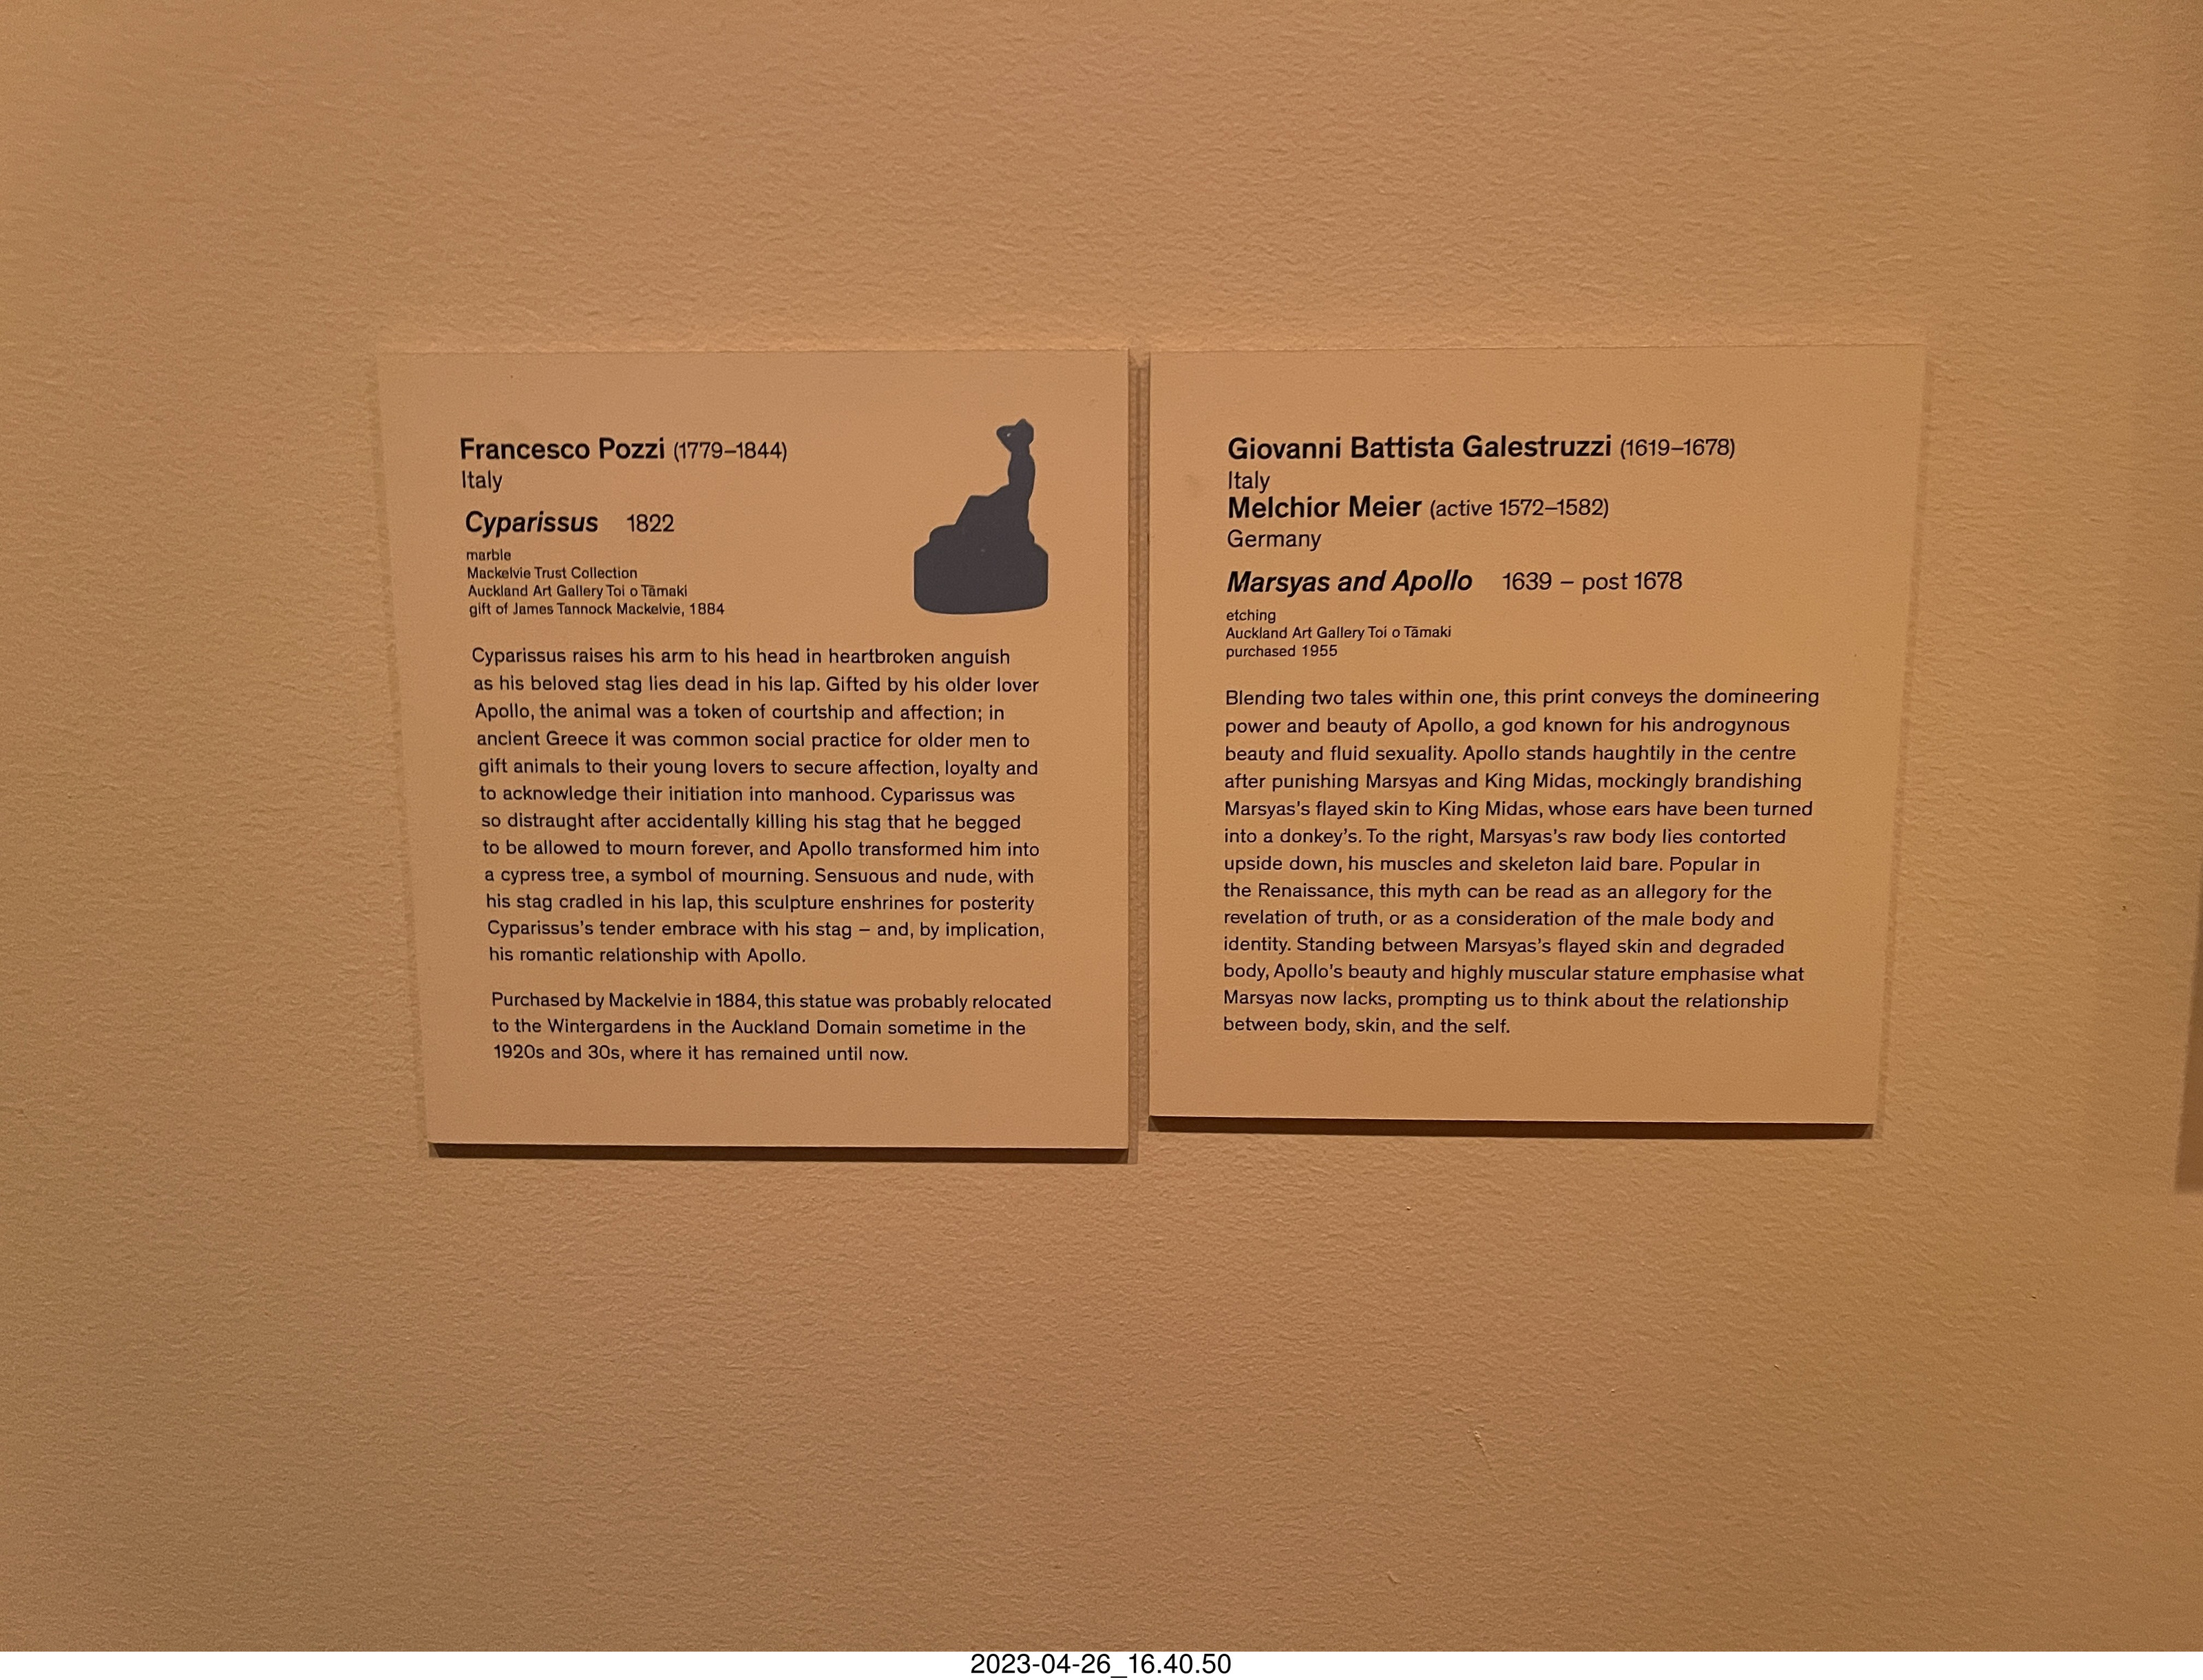 Francesco Pozzi (1779–1844)
Italy
Cyparissus 1822
marble
Mackelvie Trust Collection
Auckland Art Gallery Toi o Tāmaki
gift of James Tannock Mackelvie, 1884
Cyparissus raises his arm to his head in heartbroken anguish
as his beloved stag lies dead in his lap. Gifted by his older lover
Apollo, the animal was a token of courtship and affection; in
ancient Greece it was common social practice for older men to
gift animals to their young lovers to secure affection, loyalty and
to acknowledge their initiation into manhood. Cyparissus was
so distraught after accidentally killing his stag that he begged
to be allowed to mourn forever, and Apollo transformed him into
a cypress tree, a symbol of mourning. Sensuous and nude, with
his stag cradled in his lap, this sculpture enshrines for posterity
Cyparissus's tender embrace with his stag – and, by implication,
his romantic relationship with Apollo.
Purchased by Mackelvie in 1884, this statue was probably relocated
to the Wintergardens in the Auckland Domain sometime in the
1920s and 30s, where it has remained until now.
Giovanni Battista Galestruzzi (1619–1678)
Italy
Melchior Meier (active 1572–1582)
Germany
Marsyas and Apollo 1639 – post 1678
etching
Auckland Art Gallery Toi o Tāmaki
purchased 1955
Blending two tales within one, this print conveys the domineering
power and beauty of Apollo, a god known for his androgynous
beauty and fluid sexuality. Apollo stands haughtily in the centre
after punishing Marsyas and King Midas, mockingly brandishing
Marsyas's flayed skin to King Midas, whose ears have been turned
into a donkey's. To the right, Marsyas's raw body lies contorted
upside down, his muscles and skeleton laid bare. Popular in
the Renaissance, this myth can be read as an allegory for the
revelation of truth, or as a consideration of the male body and
identity. Standing between Marsyas's flayed skin and degraded
body, Apollo's beauty and highly muscular stature emphasise what
Marsyas now lacks, prompting us to think about the relationship
between body, skin, and the self.
2023-04-26_16.40.50